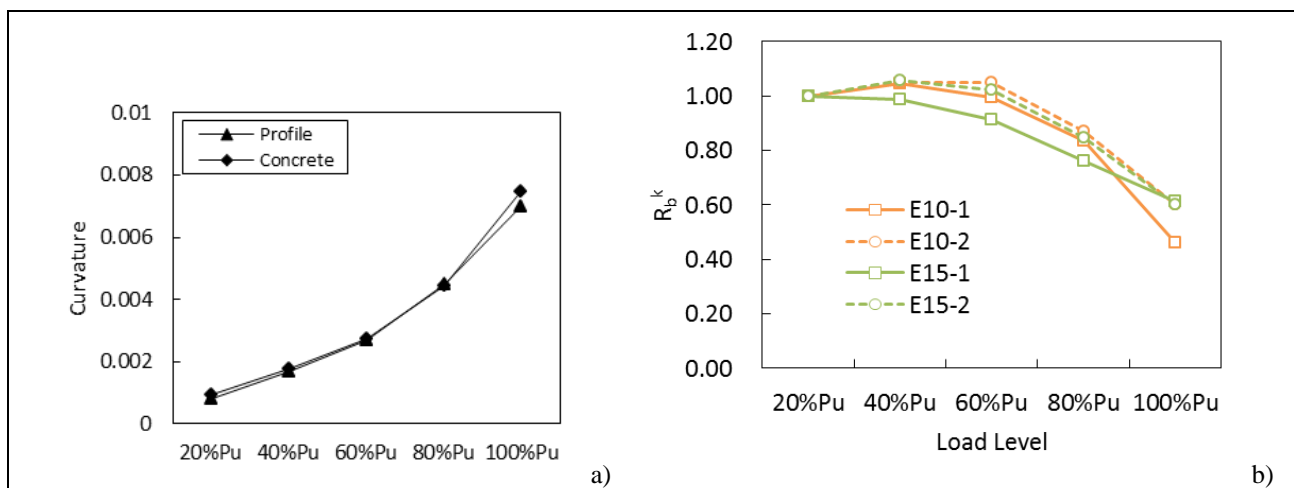 0.01
0.008
0.006
0.004
0.002
0
Curvature
Profile
Concrete
20%Pu 40%Pu 60%Pu 80%Pu 100%Pu
a)
1.20
1.00
0.80
0.60
0.40
0.20
0.00
R_b^k
E10-1
E10-2
E15-1
E15-2
20%Pu 40%Pu 60%Pu 80%Pu 100%Pu
Load Level
b)